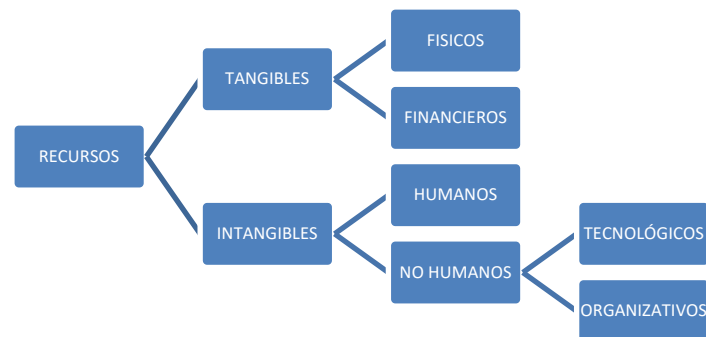 RECURSOS
TANGIBLES
FISICOS
FINANCIEROS
INTANGIBLES
HUMANOS
NO HUMANOS
TECNOLÓGICOS
ORGANIZATIVOS